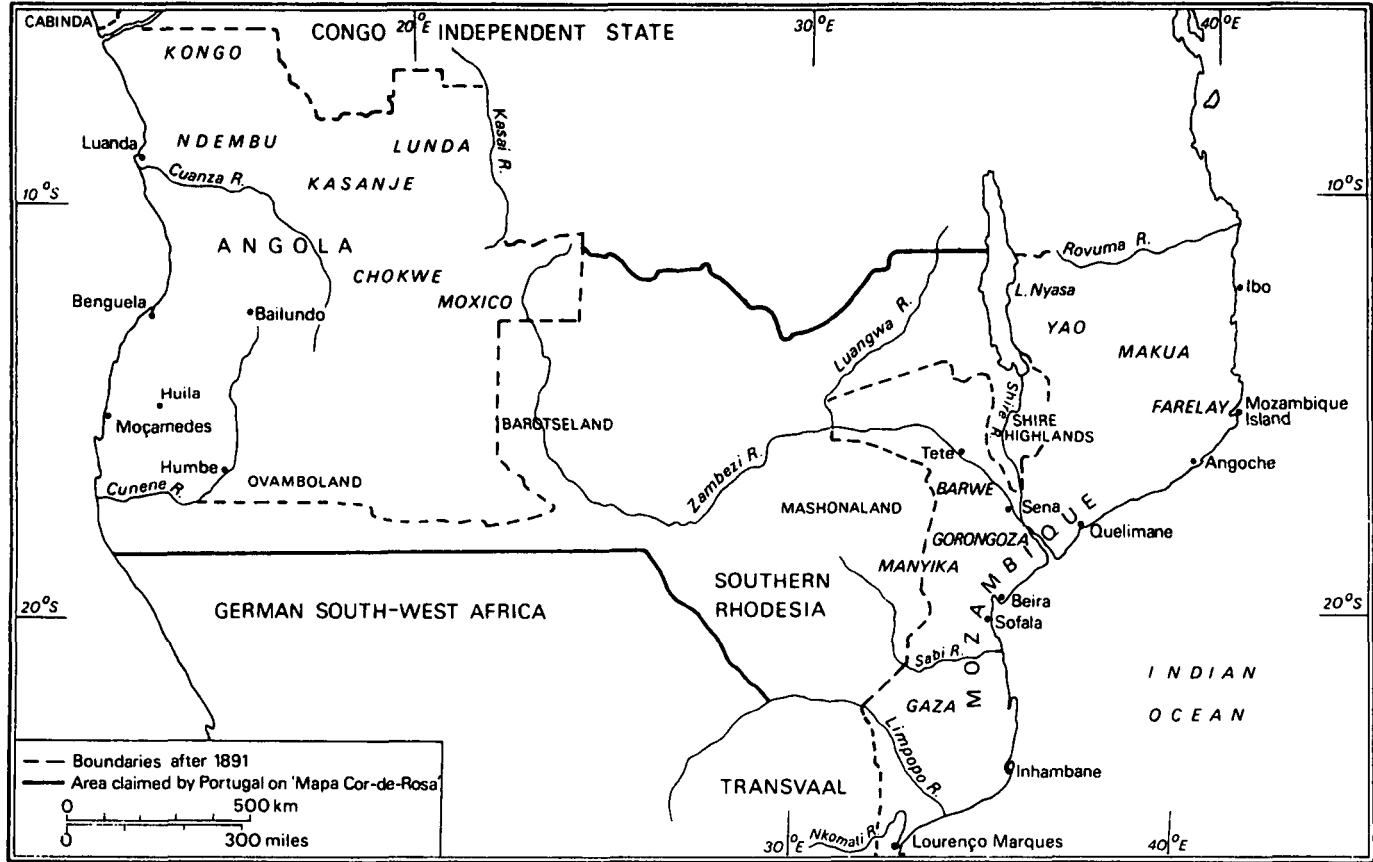 CABINDA
20°E
30°E
40°E
CONGO INDEPENDENT STATE
KONGO
Kasai R.
NDEMBU
LUNDA
Luanda
Cuanza R.
KASANJE
10°S
10°S
ANGOLA
Rovuma R.
CHOKWE
MOXICO
L. Nyasa
Ibo
Benguela
Bailundo
YAO
Luangwa R.
MAKUA
Huila
Moçamedes
FARELAY
Mozambique
Island
BAROTSELAND
Shire R.
SHIRE
HIGHLANDS
Tete
Angoche
Humbe
Cunene R.
OVAMBOLAND
Zambezi R.
BARWE
MASHONALAND
Sena
Quelimane
GORONGOZA
MANYIKA
MOZAMBIQUE
SOUTHERN
RHODESIA
GERMAN SOUTH-WEST AFRICA
Beira
Sofala
20°S
20°S
Sabi R.
INDIAN
OCEAN
GAZA
Limpopo R.
Inhambane
TRANSVAAL
Nkomati R.
Lourenço Marques
30°E
40°E
Boundaries after 1891
Area claimed by Portugal on 'Mapa Cor-de-Rosa'
0 500 km
0 300 miles